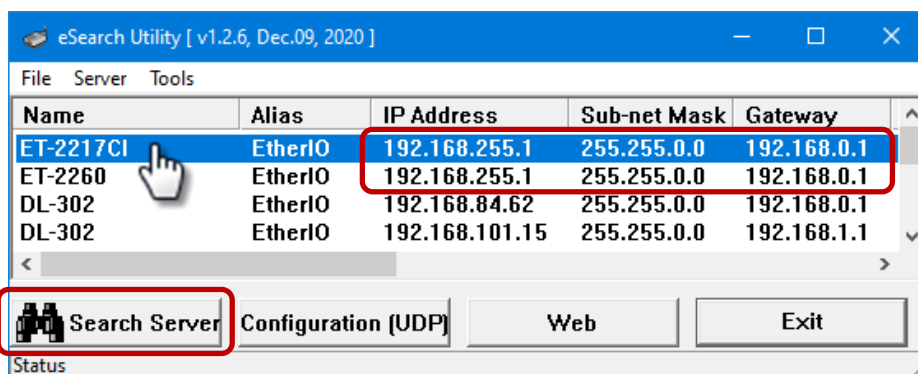 eSearch Utility [ v1.2.6, Dec.09, 2020 ]
File Server Tools
Name Alias IP Address Sub-net Mask Gateway
ET-2217CI EtherIO 192.168.255.1 255.255.0.0 192.168.0.1
ET-2260 EtherIO 192.168.255.1 255.255.0.0 192.168.0.1
DL-302 EtherIO 192.168.84.62 255.255.0.0 192.168.0.1
DL-302 EtherIO 192.168.101.15 255.255.0.0 192.168.1.1
Search Server Configuration (UDP) Web Exit
Status